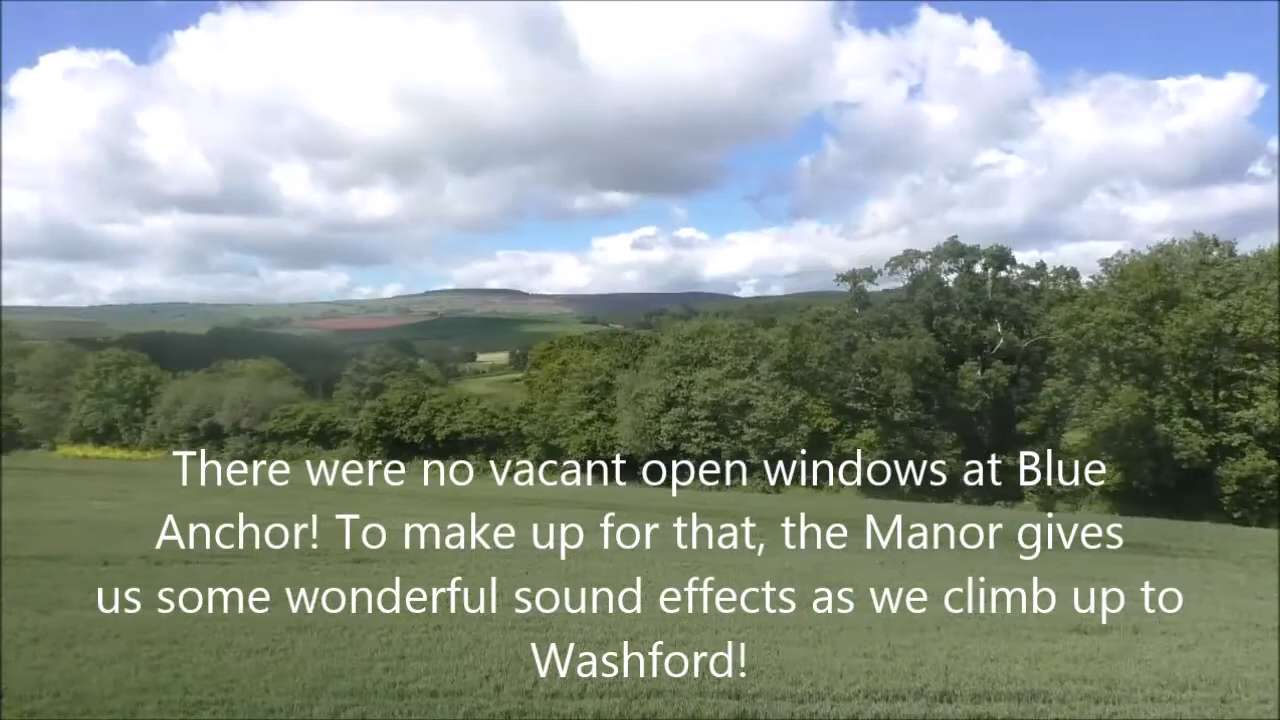 There were no vacant open windows at Blue
Anchor! To make up for that, the Manor gives
us some wonderful sound effects as we climb up to
Washford!